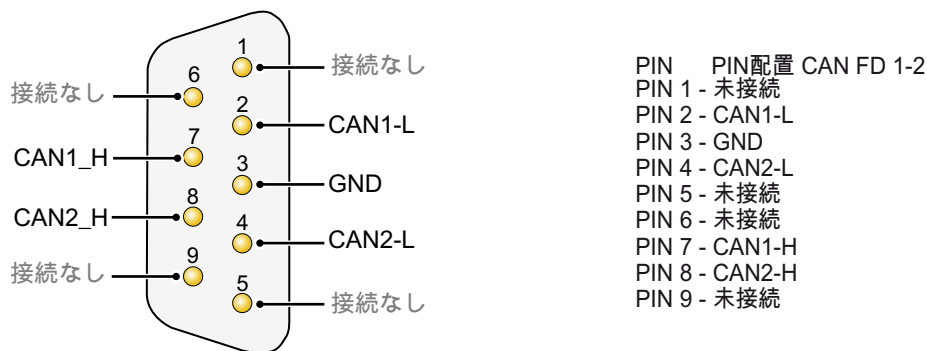 1
接続なし
6
接続なし
2
CAN1-L
7
CAN1_H
3
GND
8
CAN2_H
4
CAN2-L
9
接続なし
5
接続なし
PIN PIN配置 CAN FD 1-2
PIN 1 - 未接続
PIN 2 - CAN1-L
PIN 3 - GND
PIN 4 - CAN2-L
PIN 5 - 未接続
PIN 6 - 未接続
PIN 7 - CAN1-H
PIN 8 - CAN2-H
PIN 9 - 未接続